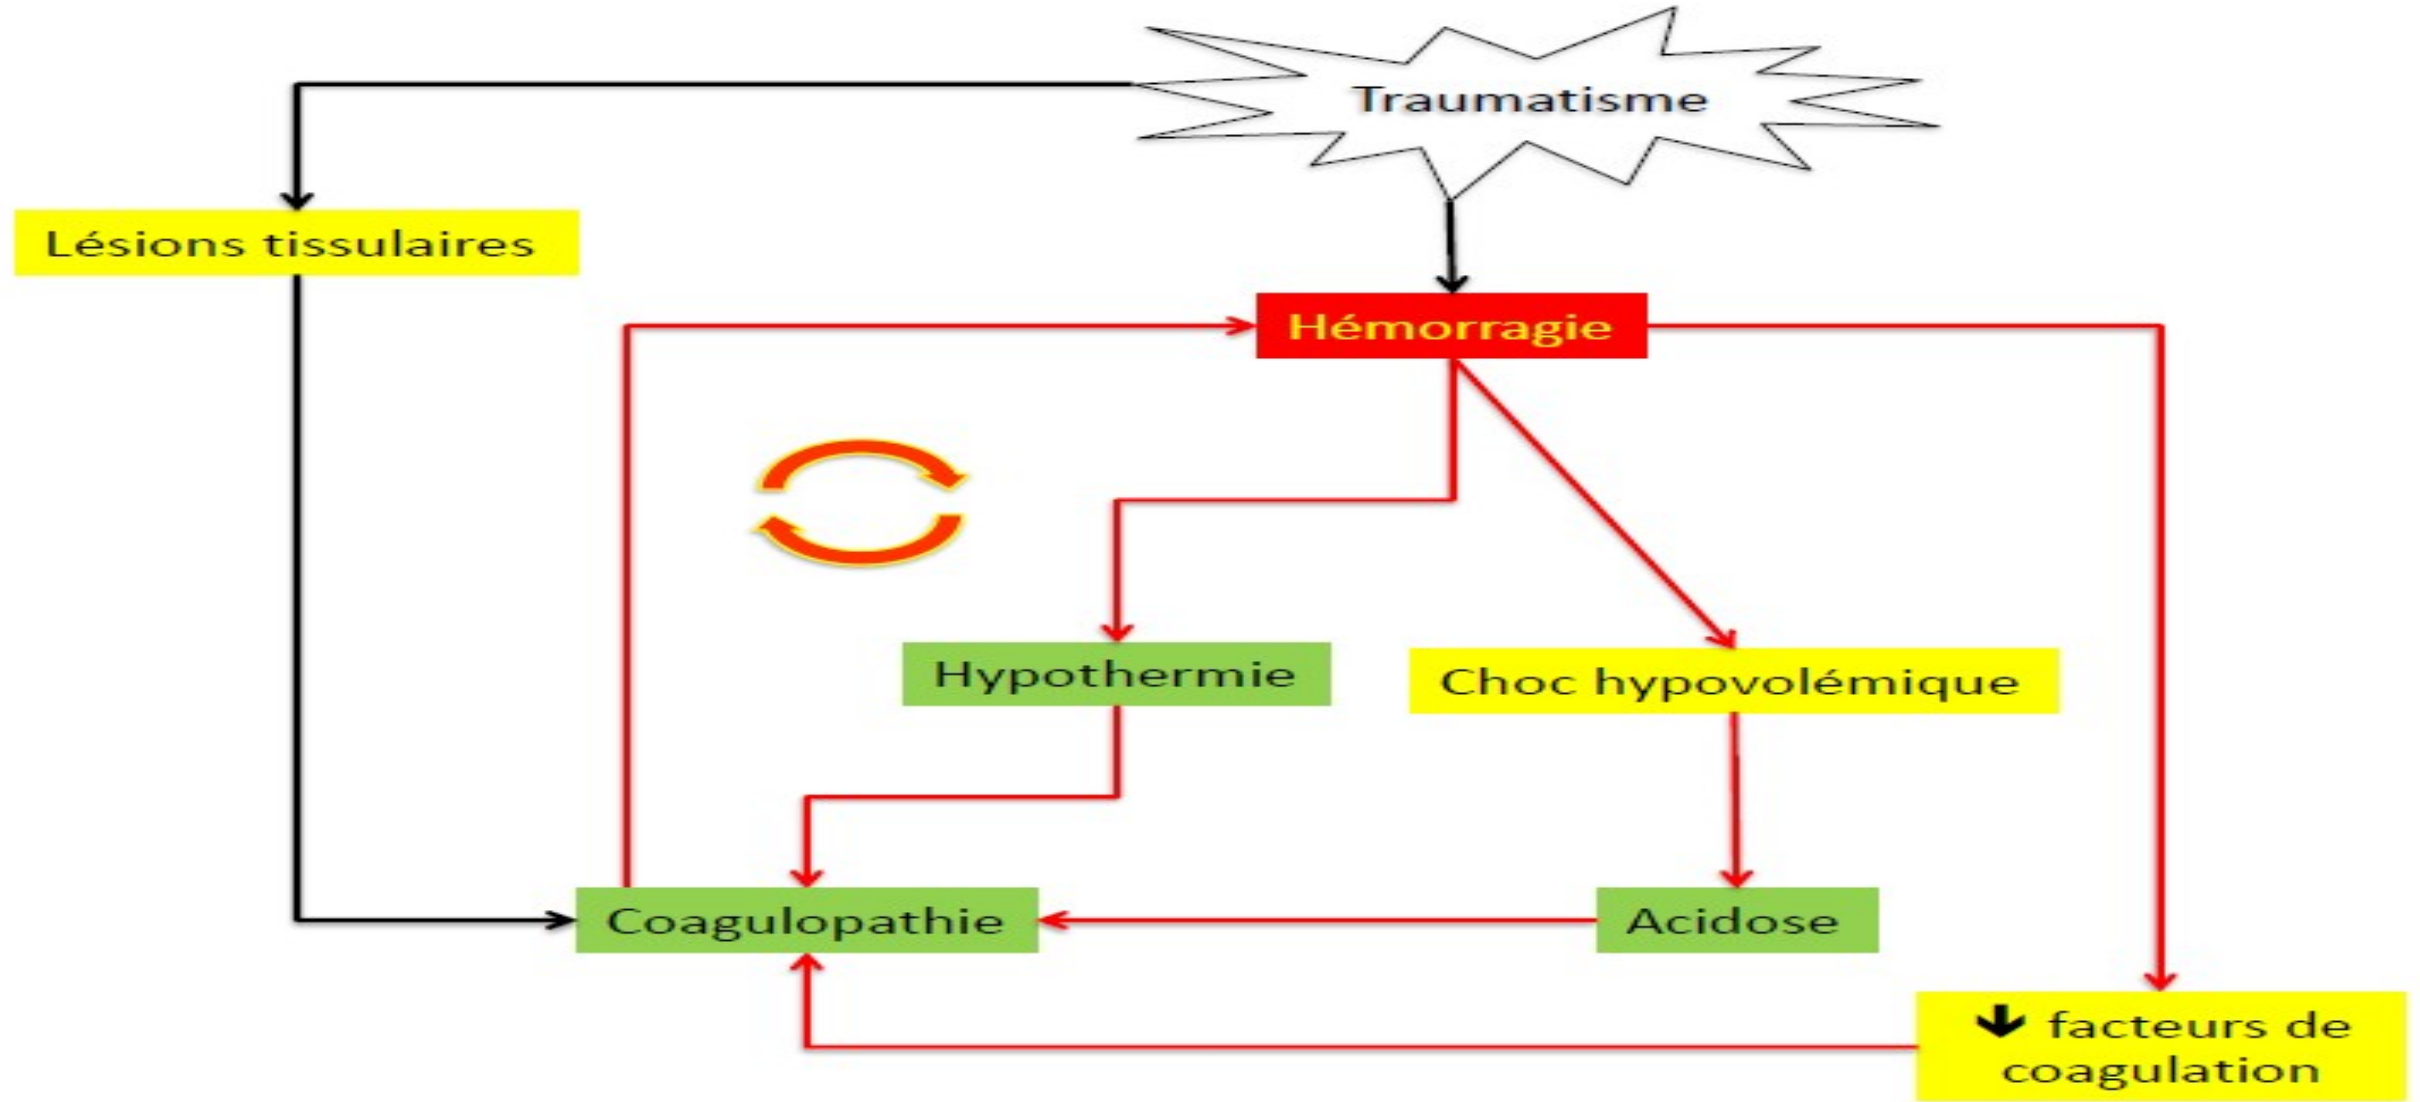 Traumatisme
Lésions tissulaires
Hémorragie
Hypothermie
Choc hypovolémique
Coagulopathie
Acidose
🡻 facteurs de
coagulation